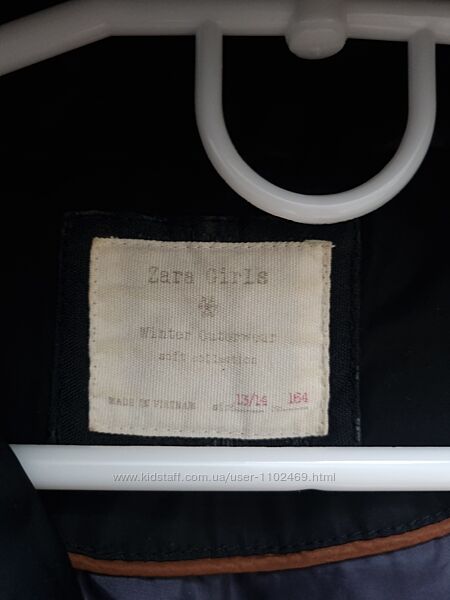 Zara Girls
Winter Outerwear
soft collection
MADE IN VIETNAM size 13/14 164
www.kidstaff.com.ua/user-1102469.html